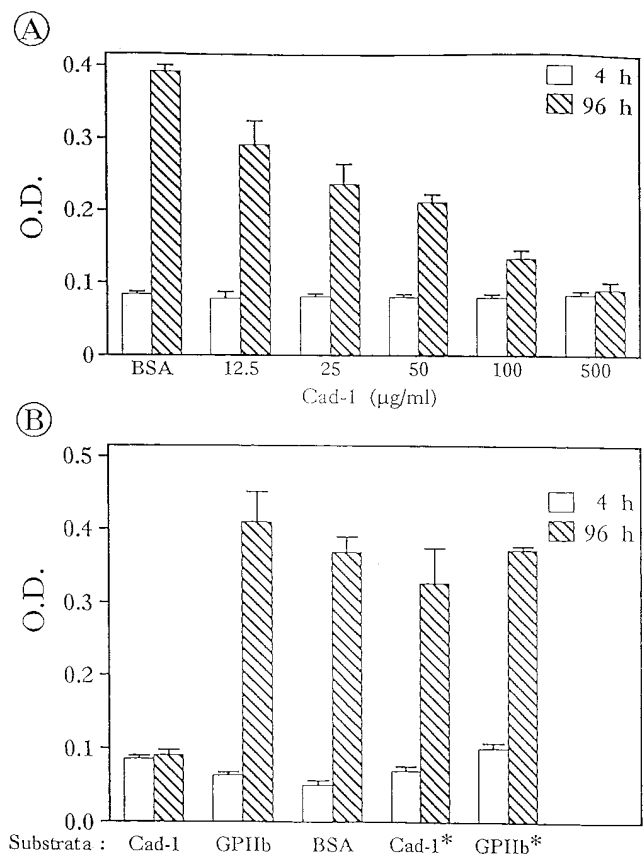 A
0.4
0.3
0.2
0.1
0
O.D.
4 h
96 h
BSA 12.5 25 50 100 500
Cad-1 (μg/ml)
B
0.5
0.4
0.3
0.2
0.1
0.0
O.D.
4 h
96 h
Substrata : Cad-1 GPIIb BSA Cad-1* GPIIb*